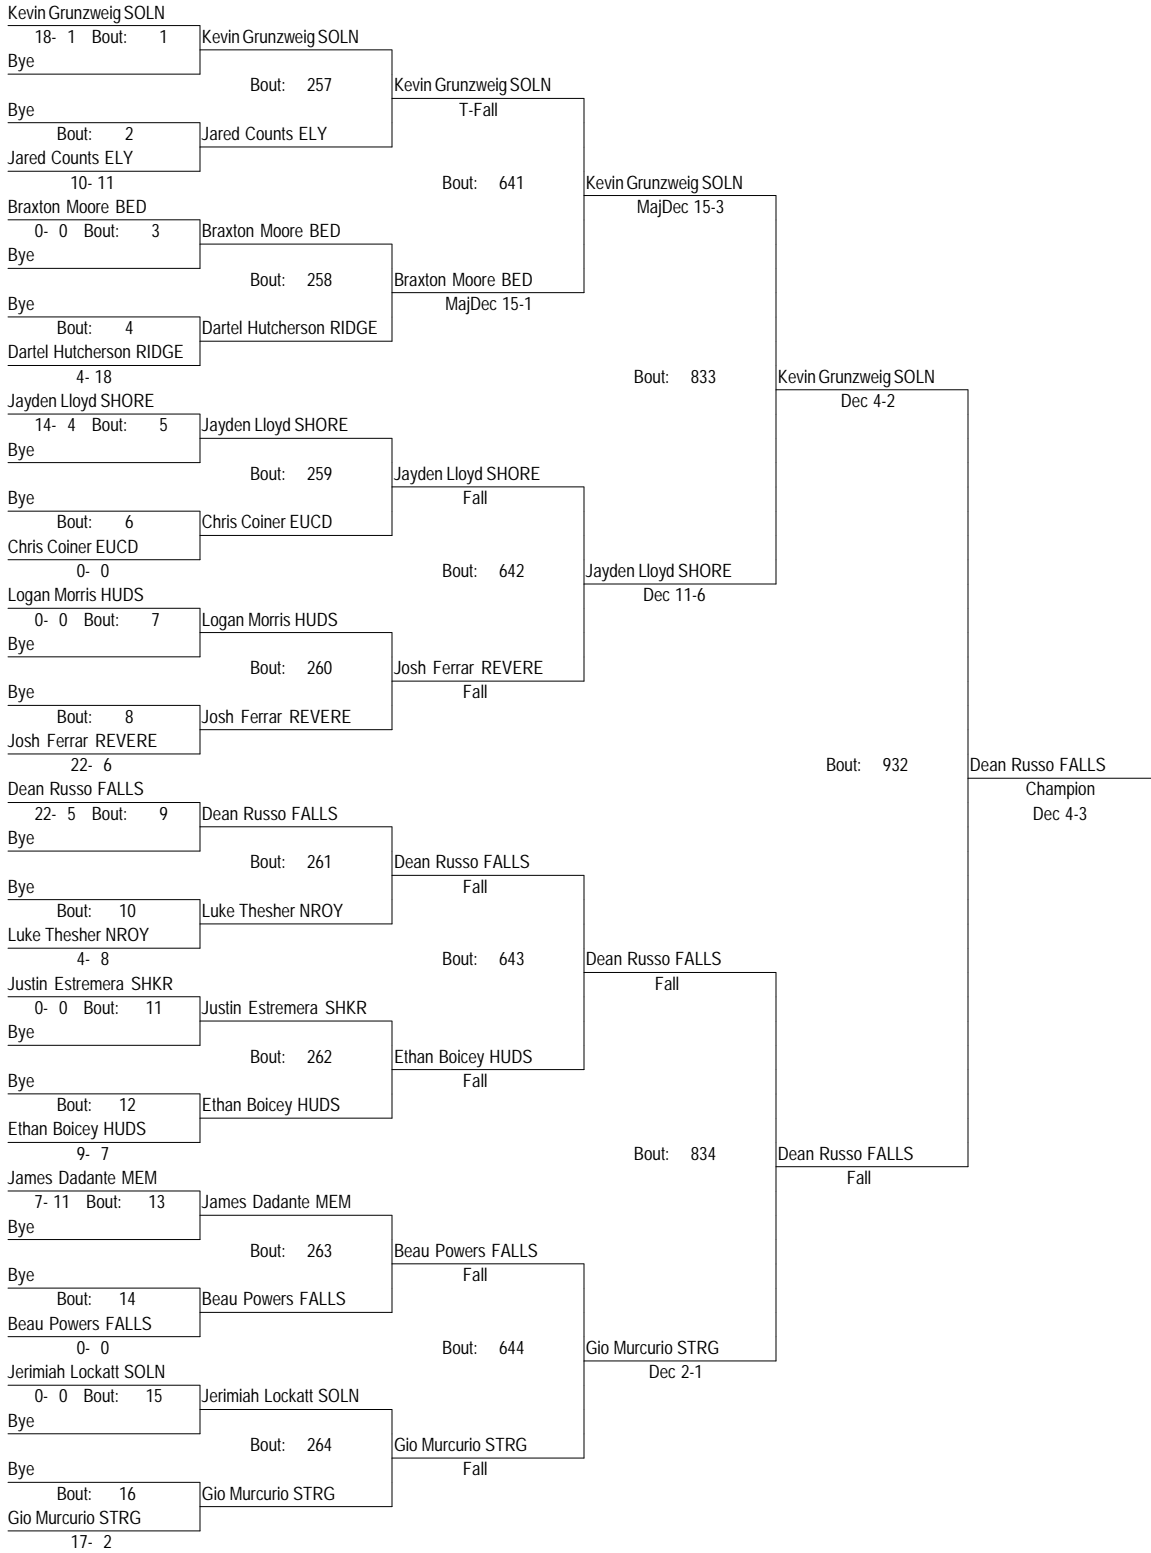 Kevin Grunzweig SOLN
18- 1 Bout: 1 Kevin Grunzweig SOLN
Bye
Bout: 257 Kevin Grunzweig SOLN
Bye T-Fall
Bout: 2 Jared Counts ELY
Jared Counts ELY
10- 11 Bout: 641 Kevin Grunzweig SOLN
Braxton Moore BED MajDec 15-3
0- 0 Bout: 3 Braxton Moore BED
Bye
Bout: 258 Braxton Moore BED
Bye MajDec 15-1
Bout: 4 Dartel Hutcherson RIDGE
Dartel Hutcherson RIDGE
4- 18 Bout: 833 Kevin Grunzweig SOLN
Jayden Lloyd SHORE Dec 4-2
14- 4 Bout: 5 Jayden Lloyd SHORE
Bye
Bout: 259 Jayden Lloyd SHORE
Bye Fall
Bout: 6 Chris Coiner EUCD
Chris Coiner EUCD
0- 0 Bout: 642 Jayden Lloyd SHORE
Logan Morris HUDS Dec 11-6
0- 0 Bout: 7 Logan Morris HUDS
Bye
Bout: 260 Josh Ferrar REVERE
Bye Fall
Bout: 8 Josh Ferrar REVERE
Josh Ferrar REVERE
22- 6 Bout: 932 Dean Russo FALLS
Dean Russo FALLS Champion
22- 5 Bout: 9 Dean Russo FALLS Dec 4-3
Bye
Bout: 261 Dean Russo FALLS
Bye Fall
Bout: 10 Luke Thesher NROY
Luke Thesher NROY
4- 8 Bout: 643 Dean Russo FALLS
Justin Estremera SHKR Fall
0- 0 Bout: 11 Justin Estremera SHKR
Bye
Bout: 262 Ethan Boicey HUDS
Bye Fall
Bout: 12 Ethan Boicey HUDS
Ethan Boicey HUDS
9- 7 Bout: 834 Dean Russo FALLS
James Dadante MEM Fall
7- 11 Bout: 13 James Dadante MEM
Bye
Bout: 263 Beau Powers FALLS
Bye Fall
Bout: 14 Beau Powers FALLS
Beau Powers FALLS
0- 0 Bout: 644 Gio Murcurio STRG
Jerimiah Lockatt SOLN Dec 2-1
0- 0 Bout: 15 Jerimiah Lockatt SOLN
Bye
Bout: 264 Gio Murcurio STRG
Bye Fall
Bout: 16 Gio Murcurio STRG
Gio Murcurio STRG
17- 2